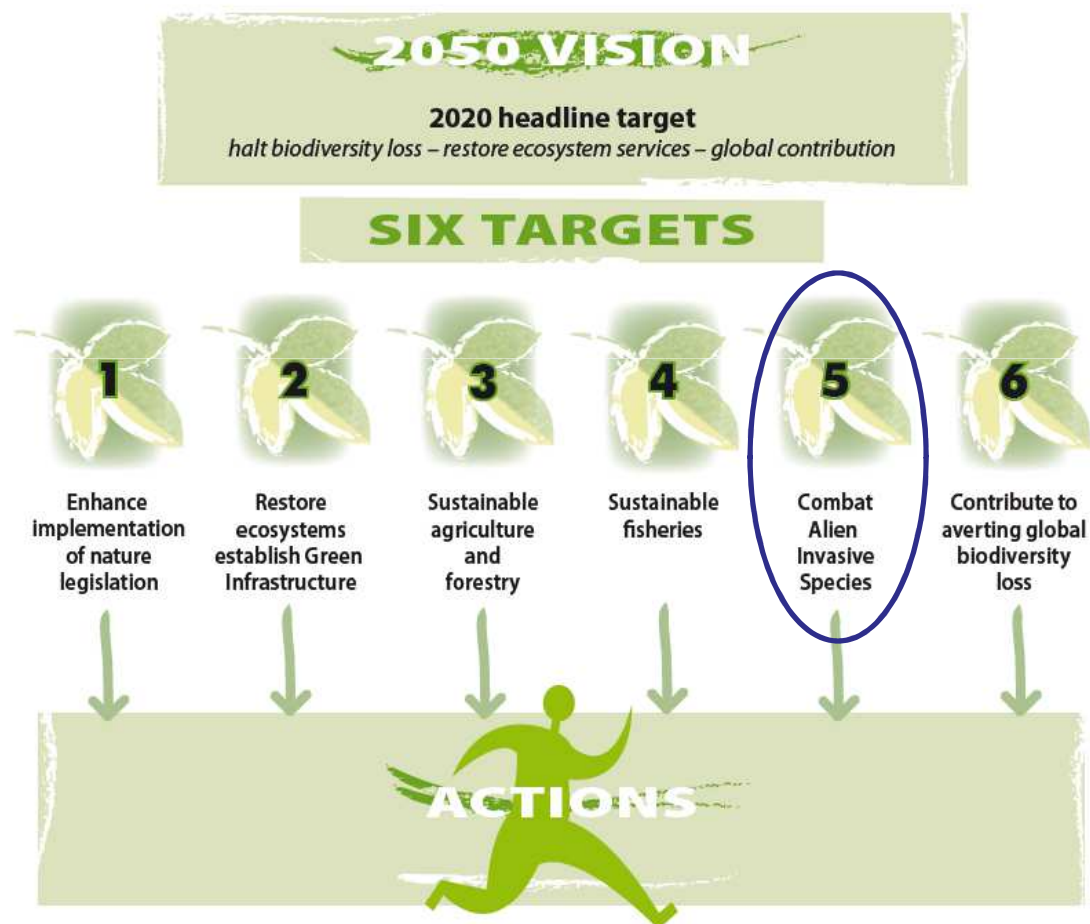 2050 VISION
2020 headline target
halt biodiversity loss – restore ecosystem services – global contribution
SIX TARGETS
1
Enhance
implementation
of nature
legislation
2
Restore
ecosystems
establish Green
Infrastructure
3
Sustainable
agriculture
and
forestry
4
Sustainable
fisheries
5
Combat
Alien
Invasive
Species
6
Contribute to
averting global
biodiversity
loss
ACTIONS